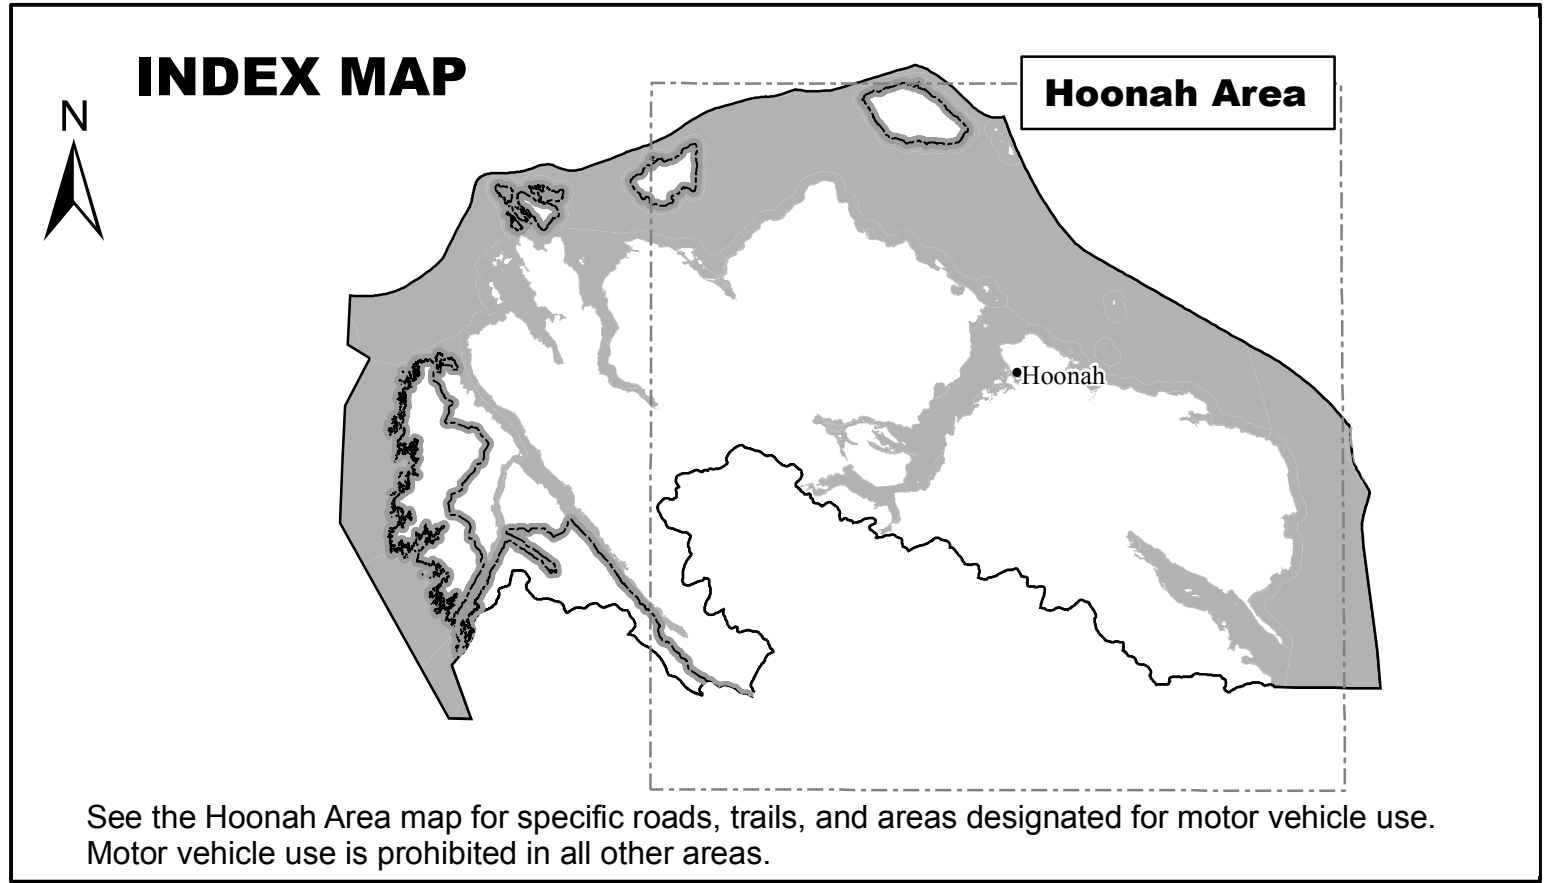 INDEX MAP
Hoonah Area
N
Hoonah
See the Hoonah Area map for specific roads, trails, and areas designated for motor vehicle use.
Motor vehicle use is prohibited in all other areas.